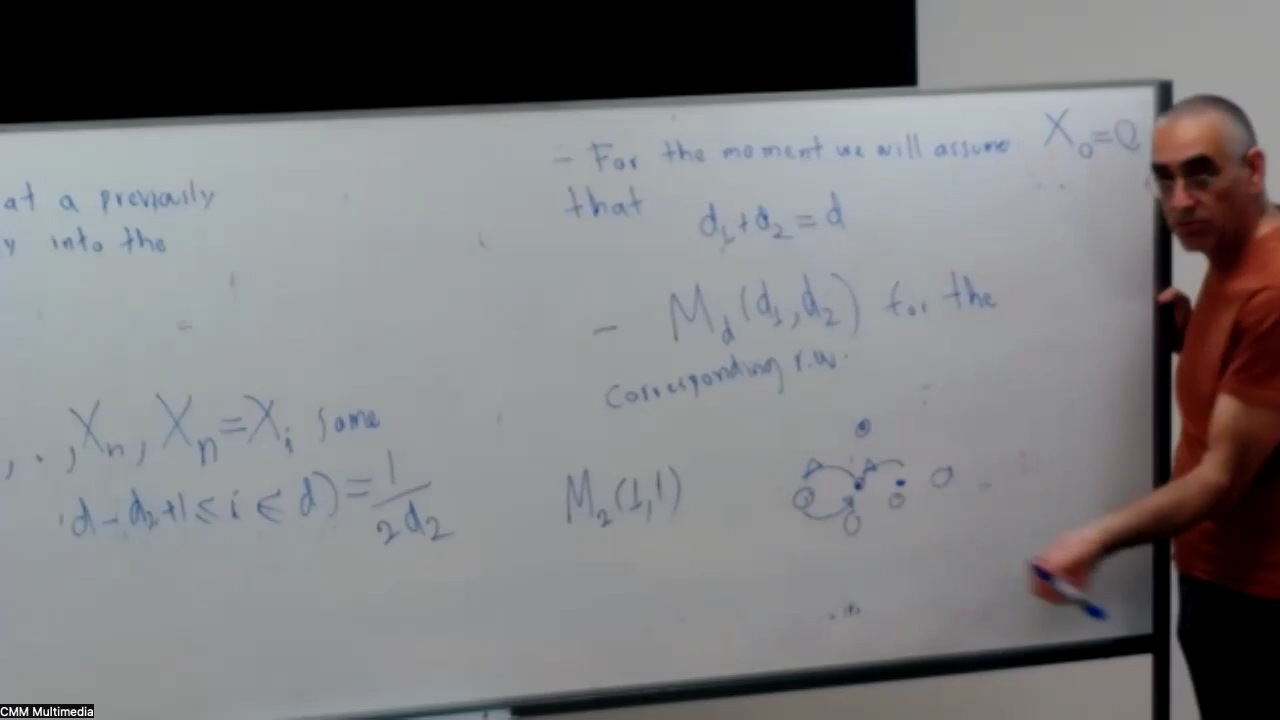 at a previously
into the
, ., X_n, X_n = X_i some
d - d_2 + 1 ≤ i ≤ d) = 1/2d_2
- For the moment we will assume X_0 = 
that d_1 + d_2 = d
- M_d (d_1, d_2) for the
corresponding r.w.
M_2(1,1)
CMM Multimedia